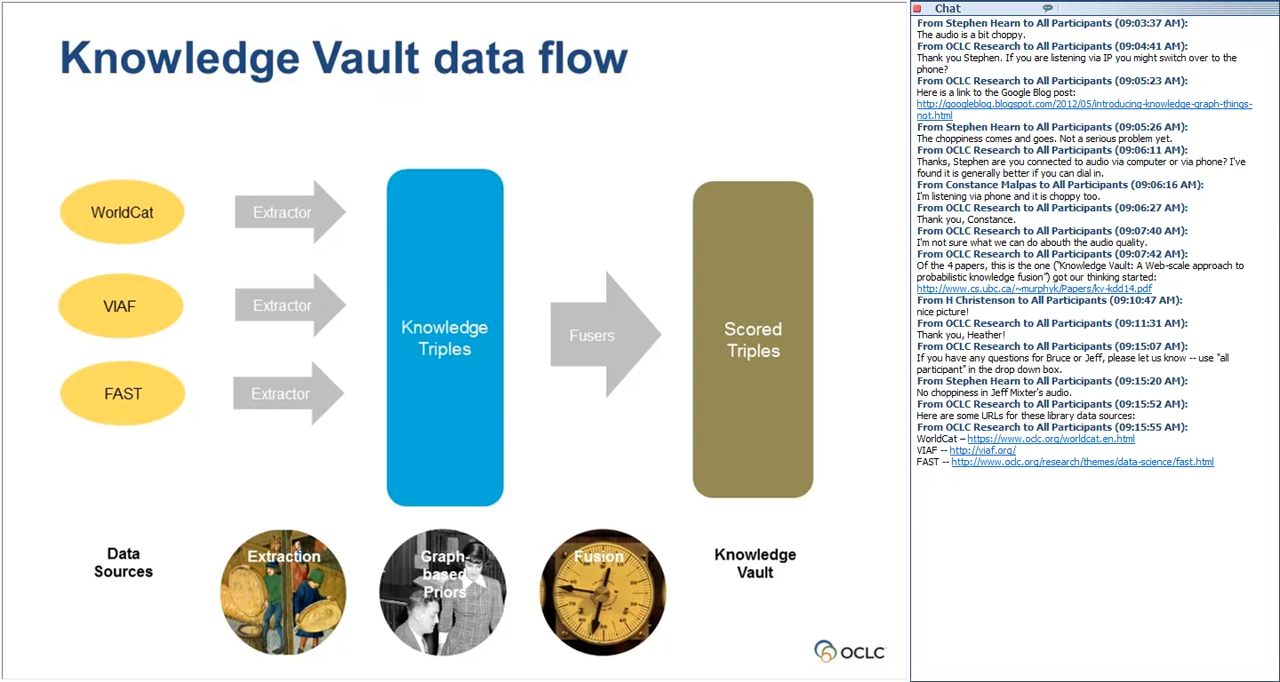 Knowledge Vault data flow
WorldCat
Extractor
VIAF
Extractor
FAST
Extractor
Knowledge
Triples
Fusers
Scored
Triples
Data
Sources
Extraction
Graph-
based
Priors
Fusion
Knowledge
Vault
OCLC
Chat
From Stephen Hearn to All Participants (09:03:37 AM):
The audio is a bit choppy.
From OCLC Research to All Participants (09:04:41 AM):
Thank you Stephen. If you are listening via IP you might switch over to the
phone?
From OCLC Research to All Participants (09:05:23 AM):
Here is a link to the Google Blog post:
http://googleblog.blogspot.com/2012/05/introducing-knowledge-graph-things-
not.html
From Stephen Hearn to All Participants (09:05:26 AM):
The choppiness comes and goes. Not a serious problem yet.
From OCLC Research to All Participants (09:06:11 AM):
Thanks, Stephen are you connected to audio via computer or via phone? I've
found it is generally better if you can dial in.
From Constance Malpas to All Participants (09:06:16 AM):
I'm listening via phone and it is choppy too.
From OCLC Research to All Participants (09:06:27 AM):
Thank you, Constance.
From OCLC Research to All Participants (09:07:40 AM):
I'm not sure what we can do abouth the audio quality.
From OCLC Research to All Participants (09:07:42 AM):
Of the 4 papers, this is the one ("Knowledge Vault: A Web-scale approach to
probabilistic knowledge fusion") got our thinking started:
http://www.cs.ubc.ca/~murphyk/Papers/kv-kdd14.pdf
From H Christenson to All Participants (09:10:47 AM):
nice picture!
From OCLC Research to All Participants (09:11:31 AM):
Thank you, Heather!
From OCLC Research to All Participants (09:15:07 AM):
If you have any questions for Bruce or Jeff, please let us know -- use "all
participant" in the drop down box.
From Stephen Hearn to All Participants (09:15:20 AM):
No choppiness in Jeff Mixter's audio.
From OCLC Research to All Participants (09:15:52 AM):
Here are some URLs for these library data sources:
From OCLC Research to All Participants (09:15:55 AM):
WorldCat – https://www.oclc.org/worldcat.en.html
VIAF -- http://viaf.org/
FAST -- http://www.oclc.org/research/themes/data-science/fast.html